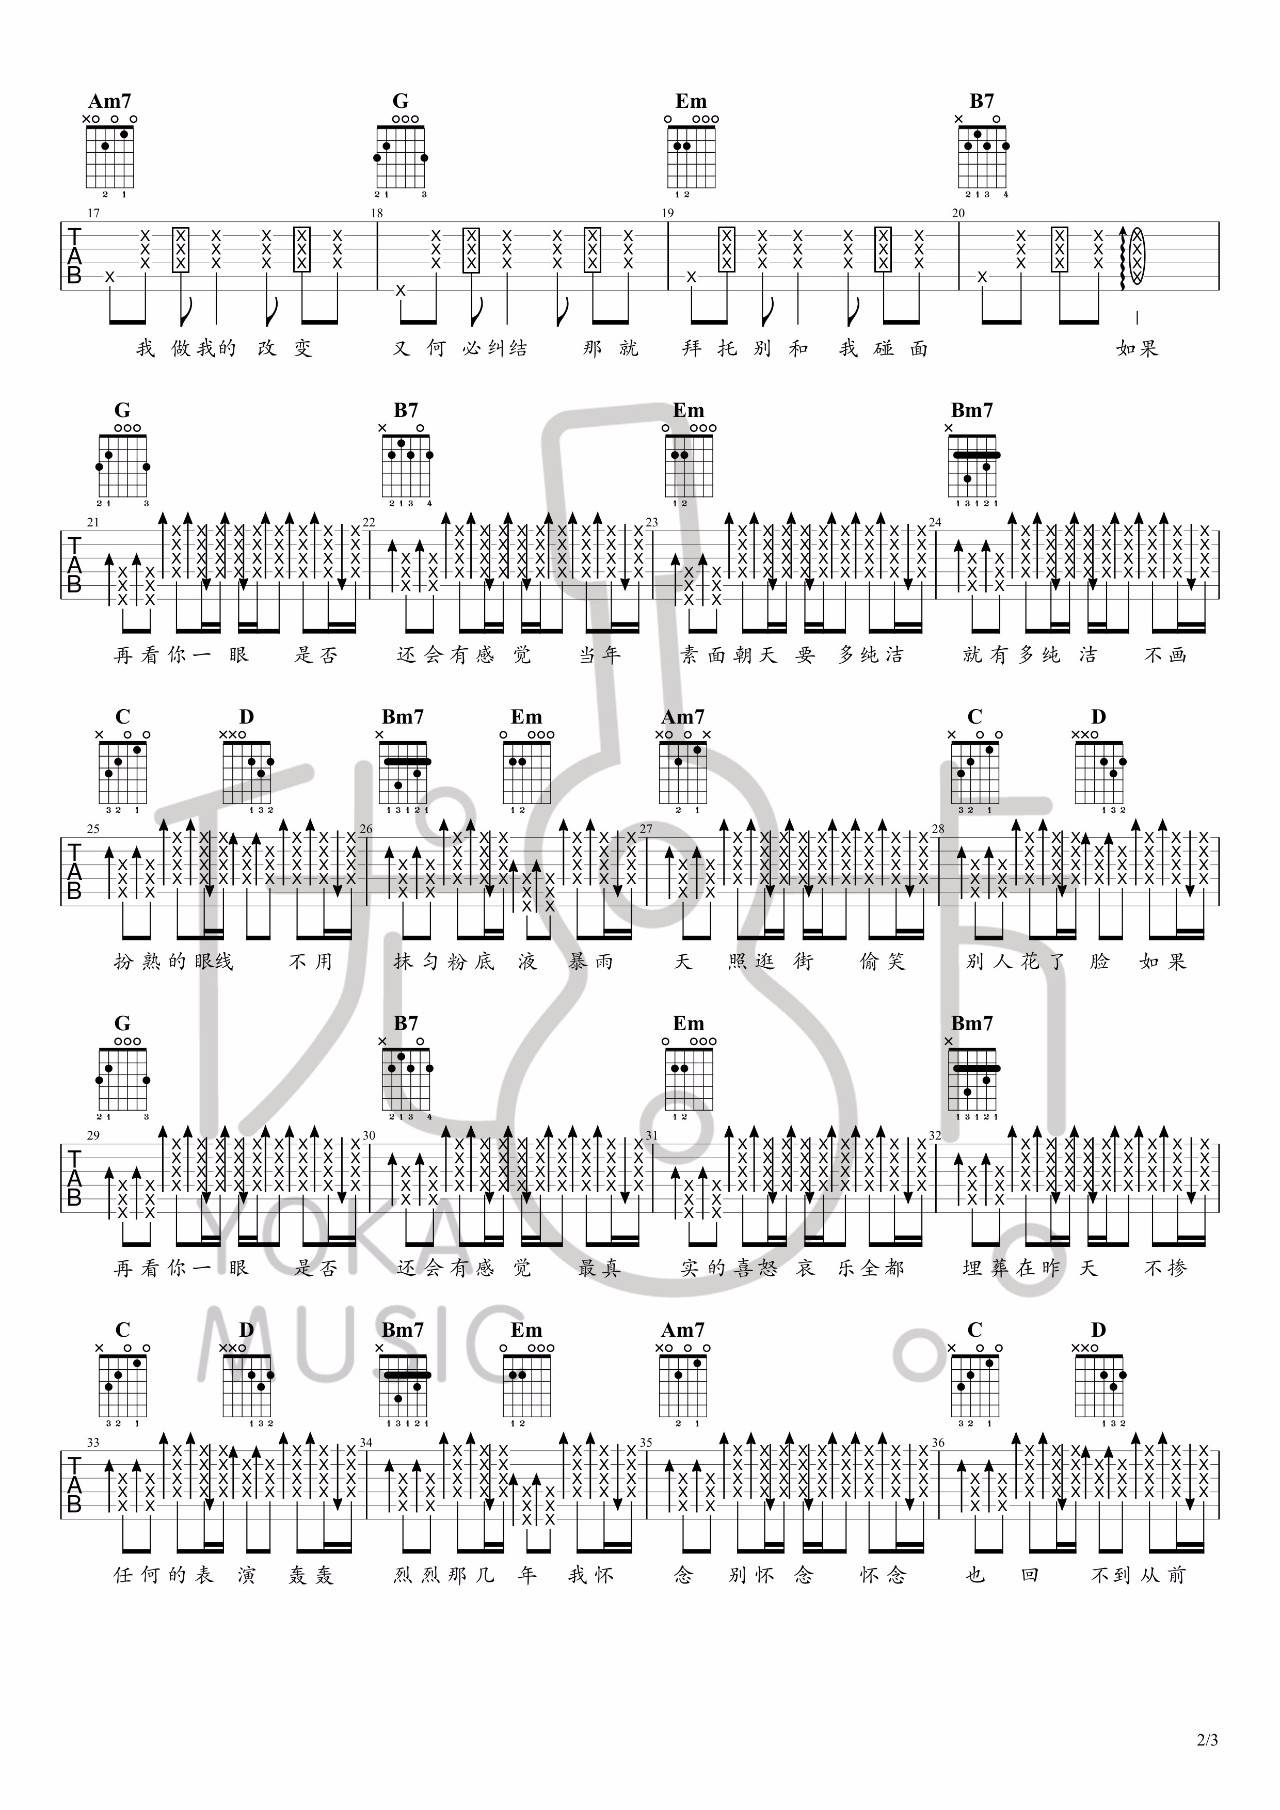 Am7 G Em B7
17 18 19 20
我 做 我 的 改 变 又 何 必 纠 结 那 就 拜 托 别 和 我 碰 面 如 果
G B7 Em Bm7
21 22 23 24
再 看 你 一 眼 是 否 还 会 有 感 觉 当 年 素 面 朝 天 要 多 纯 洁 就 有 多 纯 洁 不 画
C D Bm7 Em Am7 C D
25 26 27 28
扮 熟 的 眼 线 不 用 抹 匀 粉 底 液 暴 雨 天 照 逛 街 偷 笑 别 人 花 了 脸 如 果
G B7 Em Bm7
29 30 31 32
再 看 你 一 眼 是 否 还 会 有 感 觉 最 真 实 的 喜 怒 哀 乐 全 都 埋 葬 在 昨 天 不 掺
C D Bm7 Em Am7 C D
33 34 35 36
任 何 的 表 演 轰 轰 烈 烈 那 几 年 我 怀 念 别 怀 念 怀 念 也 回 不 到 从 前
YOKA
MUSIC
2/3